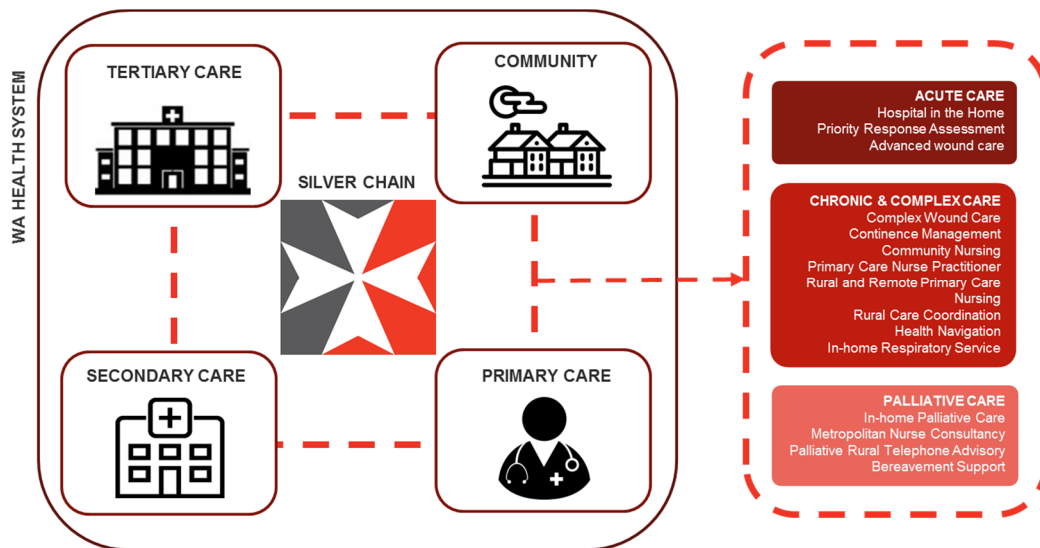 WA HEALTH SYSTEM
TERTIARY CARE
COMMUNITY
SILVER CHAIN
SECONDARY CARE
PRIMARY CARE
ACUTE CARE
Hospital in the Home
Priority Response Assessment
Advanced wound care
CHRONIC & COMPLEX CARE
Complex Wound Care
Continence Management
Community Nursing
Primary Care Nurse Practitioner
Rural and Remote Primary Care
Nursing
Rural Care Coordination
Health Navigation
In-home Respiratory Service
PALLIATIVE CARE
In-home Palliative Care
Metropolitan Nurse Consultancy
Palliative Rural Telephone Advisory
Bereavement Support